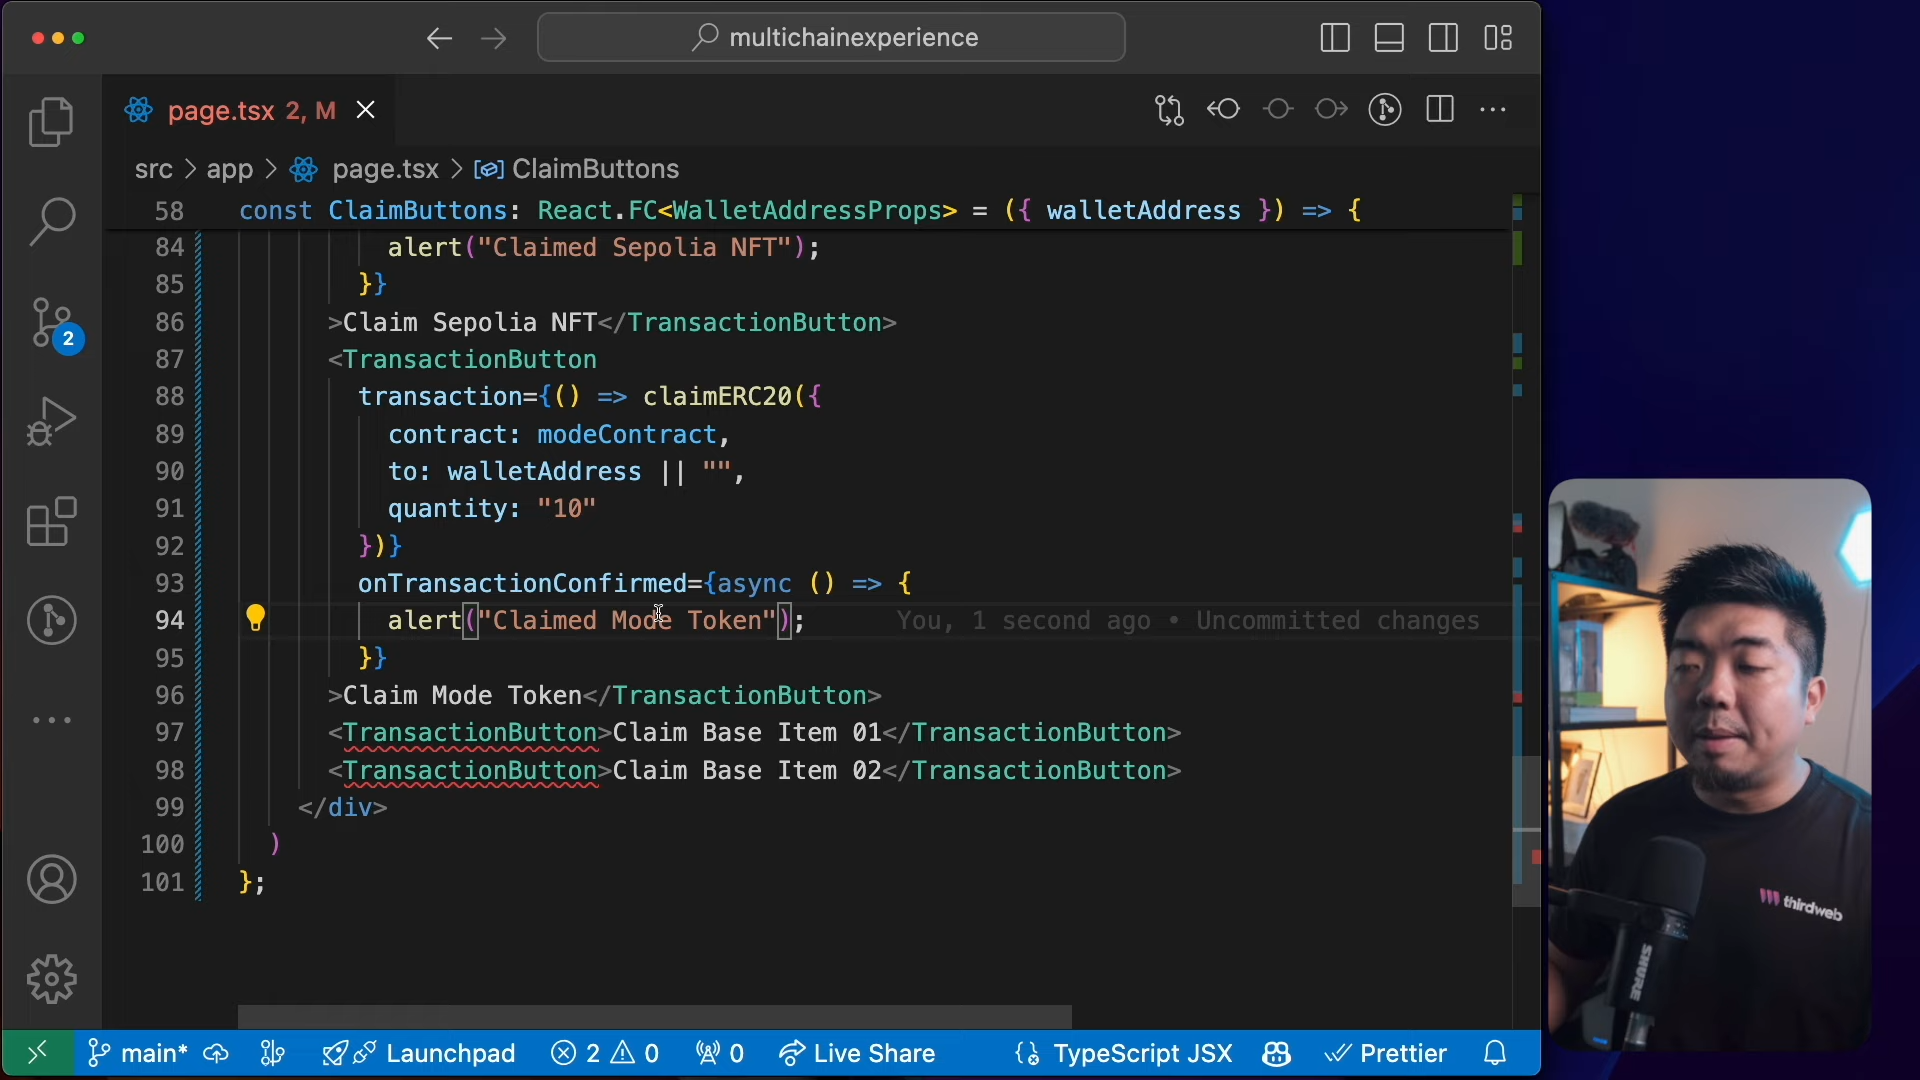 multichainexperience
page.tsx 2, M
src > app > page.tsx > ClaimButtons
58 const ClaimButtons: React.FC<WalletAddressProps> = ({ walletAddress }) => {
84 alert("Claimed Sepolia NFT");
85 }}
86 >Claim Sepolia NFT</TransactionButton>
87 <TransactionButton
88 transaction={() => claimERC20({
89 contract: modeContract,
90 to: walletAddress || "",
91 quantity: "10"
92 })}
93 onTransactionConfirmed={async () => {
94 alert("Claimed Mode Token"); You, 1 second ago • Uncommitted changes
95 }}
96 >Claim Mode Token</TransactionButton>
97 <TransactionButton>Claim Base Item 01</TransactionButton>
98 <TransactionButton>Claim Base Item 02</TransactionButton>
99 </div>
100 )
101 };
2
main* Launchpad 2 0 0 Live Share TypeScript JSX Prettier
thirdweb
SHURE